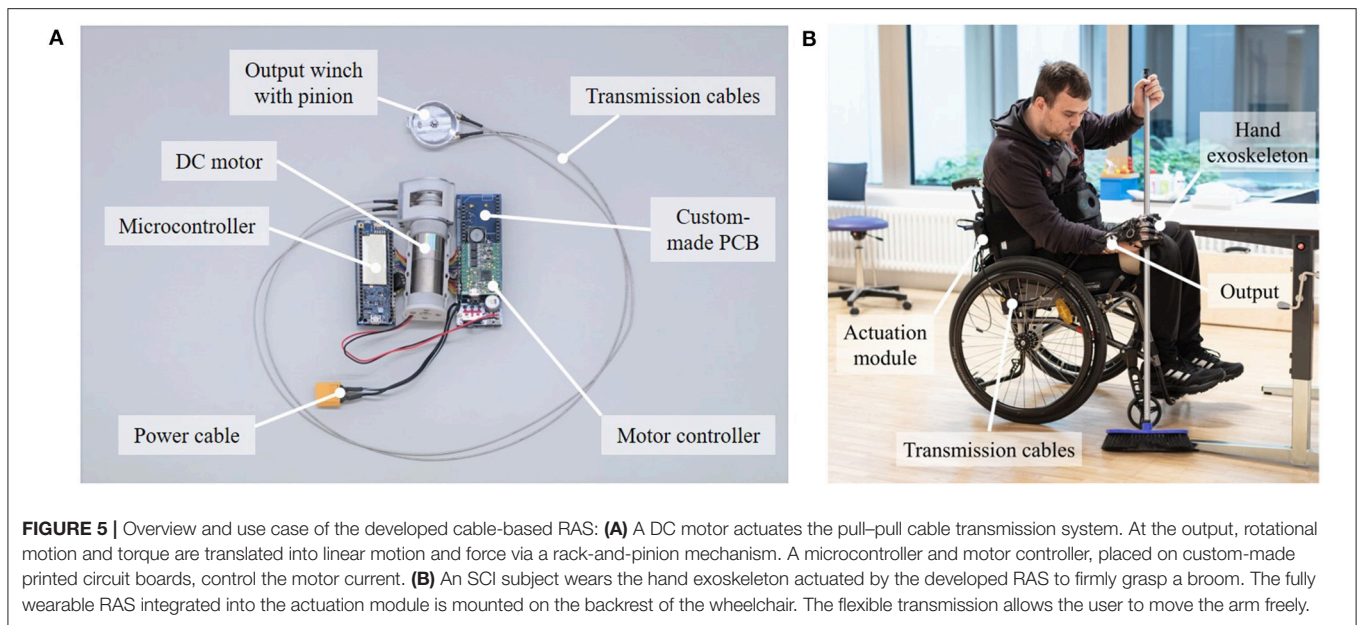 A
Output winch
with pinion
Transmission cables
DC motor
Microcontroller
Custom-
made PCB
Power cable
Motor controller
B
Hand
exoskeleton
Output
Actuation
module
Transmission cables
FIGURE 5 | Overview and use case of the developed cable-based RAS: (A) A DC motor actuates the pull–pull cable transmission system. At the output, rotational
motion and torque are translated into linear motion and force via a rack-and-pinion mechanism. A microcontroller and motor controller, placed on custom-made
printed circuit boards, control the motor current. (B) An SCI subject wears the hand exoskeleton actuated by the developed RAS to firmly grasp a broom. The fully
wearable RAS integrated into the actuation module is mounted on the backrest of the wheelchair. The flexible transmission allows the user to move the arm freely.